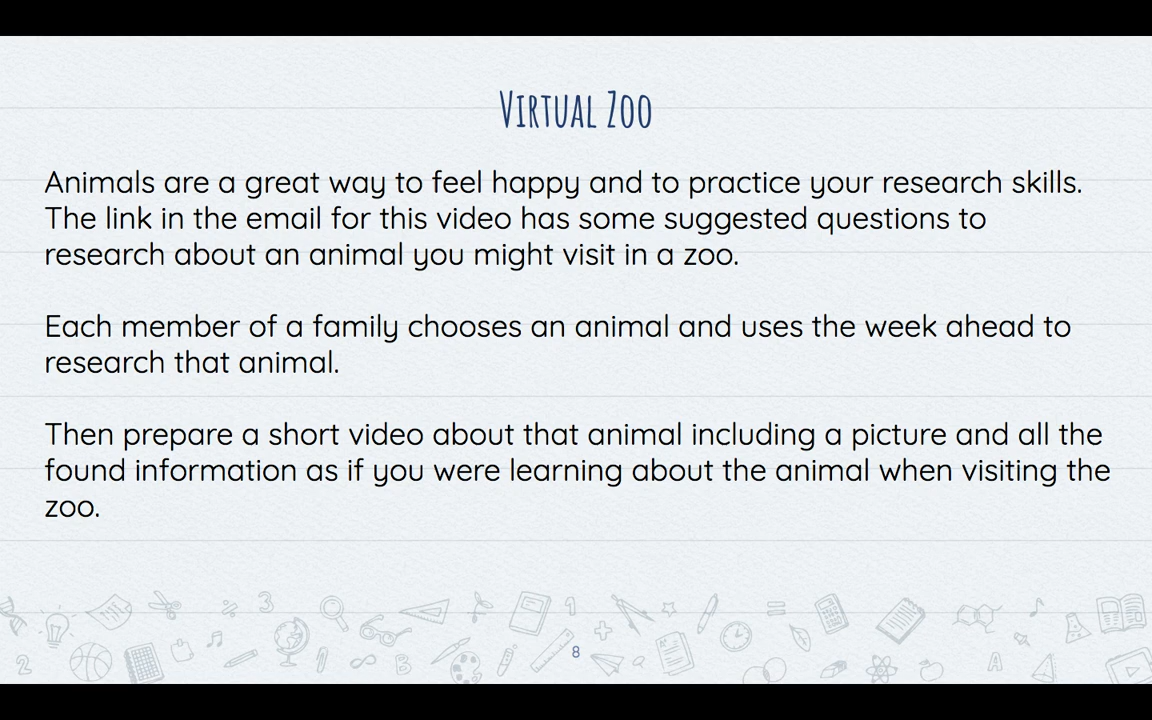 Virtual Zoo
Animals are a great way to feel happy and to practice your research skills.
The link in the email for this video has some suggested questions to
research about an animal you might visit in a zoo.
Each member of a family chooses an animal and uses the week ahead to
research that animal.
Then prepare a short video about that animal including a picture and all the
found information as if you were learning about the animal when visiting the
zoo.
3
1
8
2
B
A